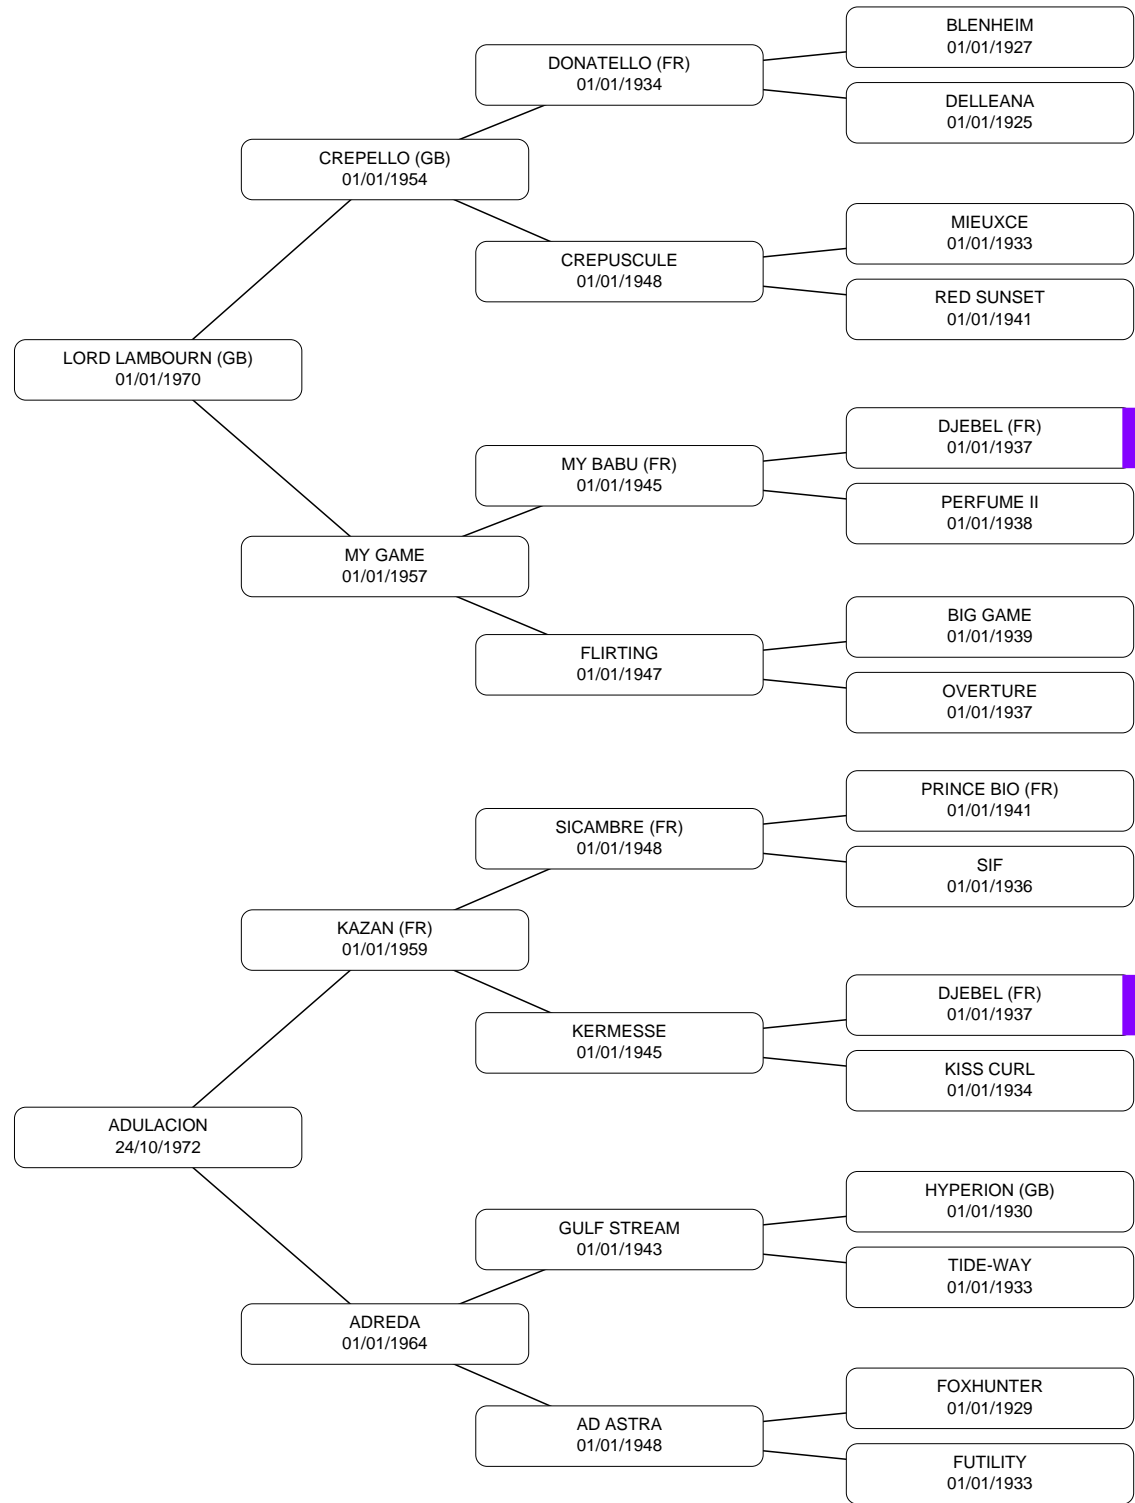 BLENHEIM
01/01/1927
DONATELLO (FR)
01/01/1934
DELLEANA
01/01/1925
CREPELLO (GB)
01/01/1954
MIEUXCE
01/01/1933
CREPUSCULE
01/01/1948
RED SUNSET
01/01/1941
LORD LAMBOURN (GB)
01/01/1970
DJEBEL (FR)
01/01/1937
MY BABU (FR)
01/01/1945
PERFUME II
01/01/1938
MY GAME
01/01/1957
BIG GAME
01/01/1939
FLIRTING
01/01/1947
OVERTURE
01/01/1937
PRINCE BIO (FR)
01/01/1941
SICAMBRE (FR)
01/01/1948
SIF
01/01/1936
KAZAN (FR)
01/01/1959
DJEBEL (FR)
01/01/1937
KERMESSE
01/01/1945
KISS CURL
01/01/1934
ADULACION
24/10/1972
HYPERION (GB)
01/01/1930
GULF STREAM
01/01/1943
TIDE-WAY
01/01/1933
ADREDA
01/01/1964
FOXHUNTER
01/01/1929
AD ASTRA
01/01/1948
FUTILITY
01/01/1933